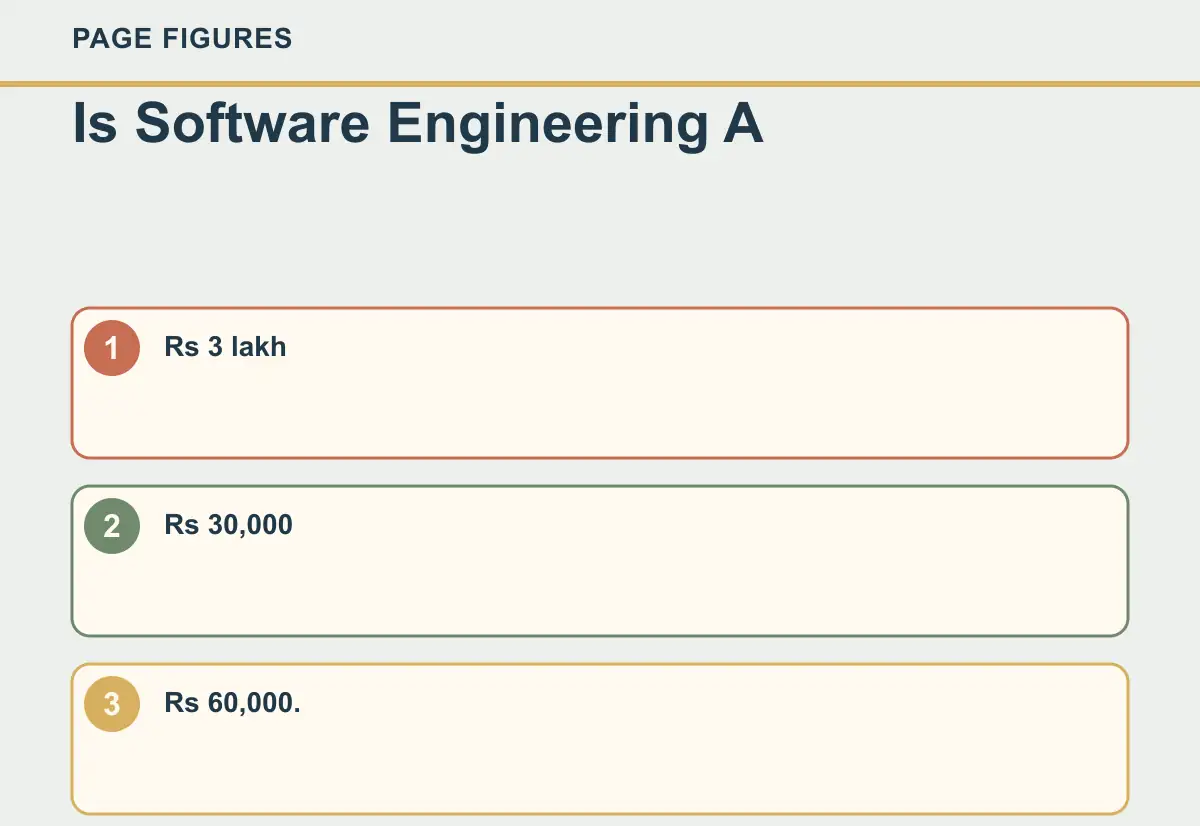 PAGE FIGURES
Is Software Engineering A
1 Rs 3 lakh
2 Rs 30,000
3 Rs 60,000.